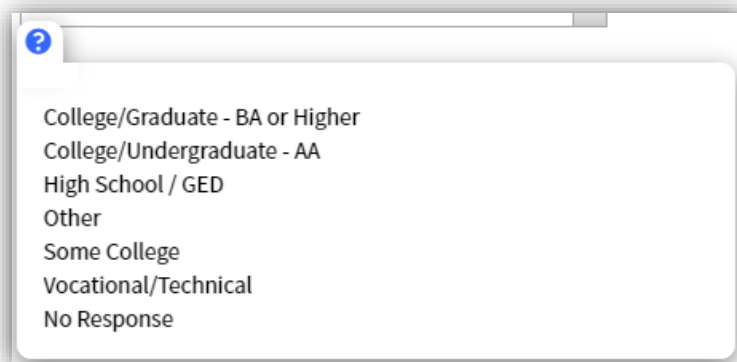 ?
College/Graduate - BA or Higher
College/Undergraduate - AA
High School / GED
Other
Some College
Vocational/Technical
No Response